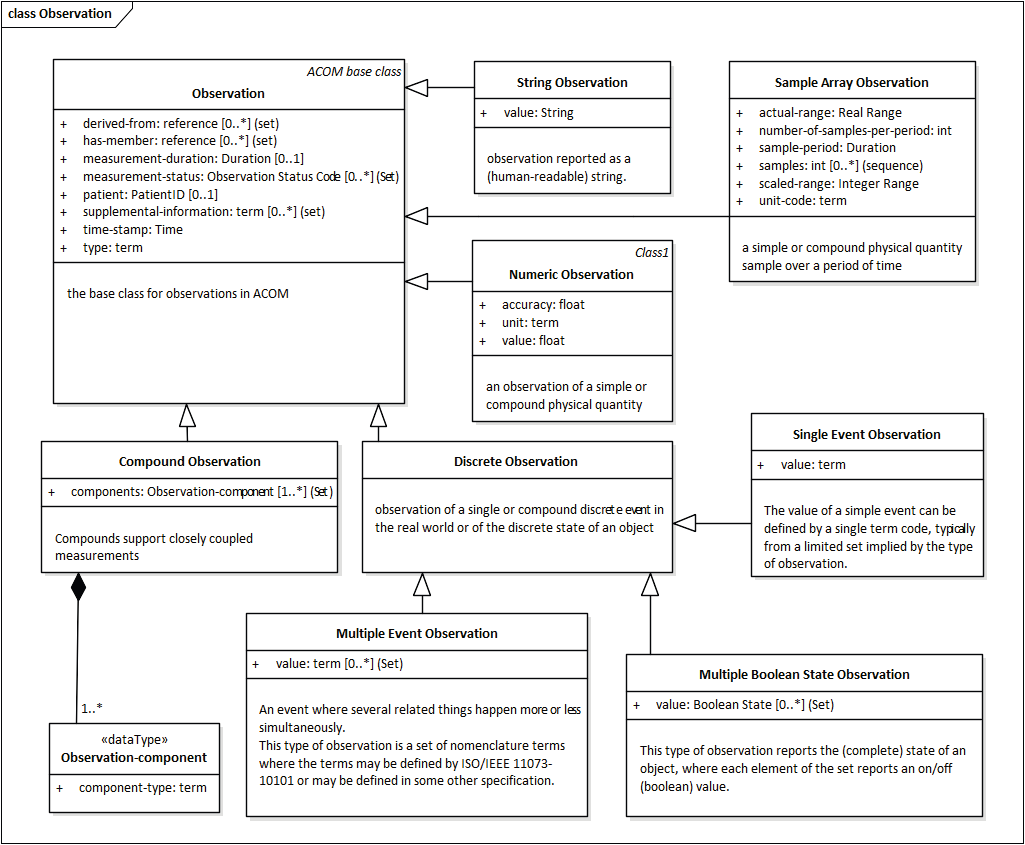 class Observation
ACOM base class
Observation
+ derived-from: reference [0..*] (set)
+ has-member: reference [0..*] (set)
+ measurement-duration: Duration [0..1]
+ measurement-status: Observation Status Code [0..*] (Set)
+ patient: PatientID [0..1]
+ supplemental-information: term [0..*] (set)
+ time-stamp: Time
+ type: term
the base class for observations in ACOM
String Observation
+ value: String
observation reported as a
(human-readable) string.
Sample Array Observation
+ actual-range: Real Range
+ number-of-samples-per-period: int
+ sample-period: Duration
+ samples: int [0..*] (sequence)
+ scaled-range: Integer Range
+ unit-code: term
a simple or compound physical quantity
sample over a period of time
Class1
Numeric Observation
+ accuracy: float
+ unit: term
+ value: float
an observation of a simple or
compound physical quantity
Compound Observation
+ components: Observation-component [1..*] (Set)
Compounds support closely coupled
measurements
Discrete Observation
observation of a single or compound discrete event in
the real world or of the discrete state of an object
Single Event Observation
+ value: term
The value of a simple event can be
defined by a single term code, typically
from a limited set implied by the type
of observation.
Multiple Event Observation
+ value: term [0..*] (Set)
An event where several related things happen more or less
simultaneously.
This type of observation is a set of nomenclature terms
where the terms may be defined by ISO/IEEE 11073-
10101 or may be defined in some other specification.
Multiple Boolean State Observation
+ value: Boolean State [0..*] (Set)
This type of observation reports the (complete) state of an
object, where each element of the set reports an on/off
(boolean) value.
1..*
«dataType»
Observation-component
+ component-type: term